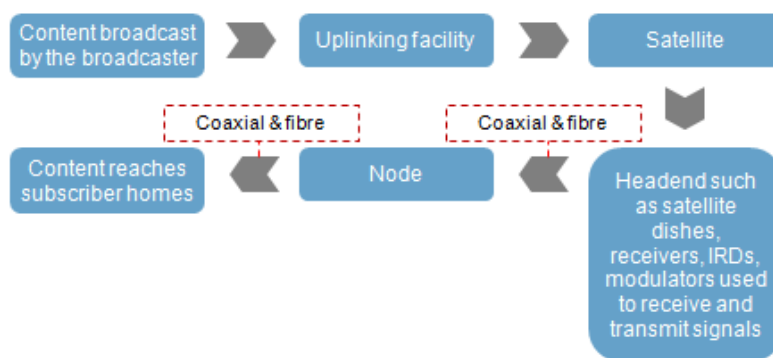 Content broadcast
by the broadcaster
Uplinking facility
Satellite
Coaxial & fibre
Coaxial & fibre
Content reaches
subscriber homes
Node
Headend such
as satellite
dishes,
receivers, IRDs,
modulators used
to receive and
transmit signals